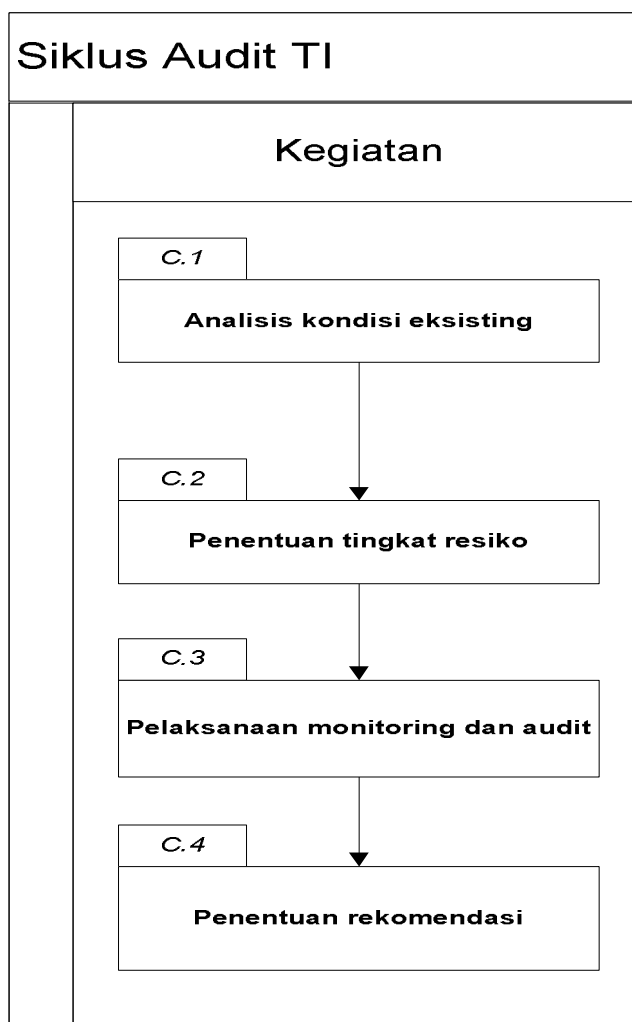 Siklus Audit TI
Kegiatan
C.1
Analisis kondisi eksisting
C.2
Penentuan tingkat resiko
C.3
Pelaksanaan monitoring dan audit
C.4
Penentuan rekomendasi